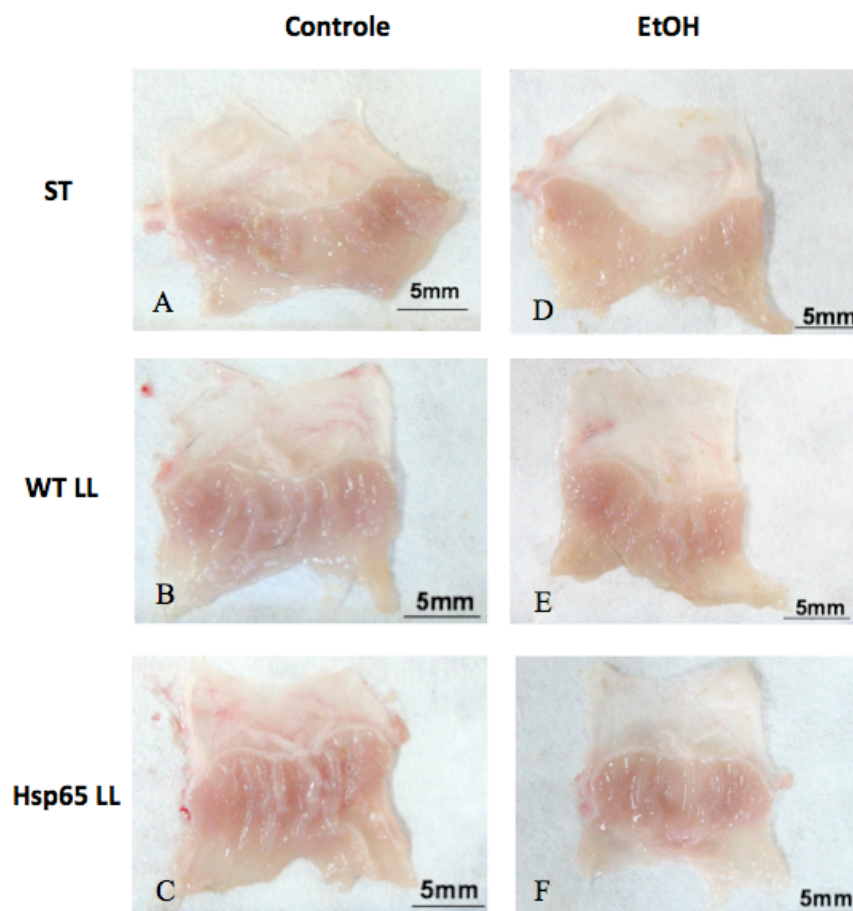 Controle EtOH
ST
A 5mm
D 5mm
WT LL
B 5mm
E 5mm
Hsp65 LL
C 5mm
F 5mm